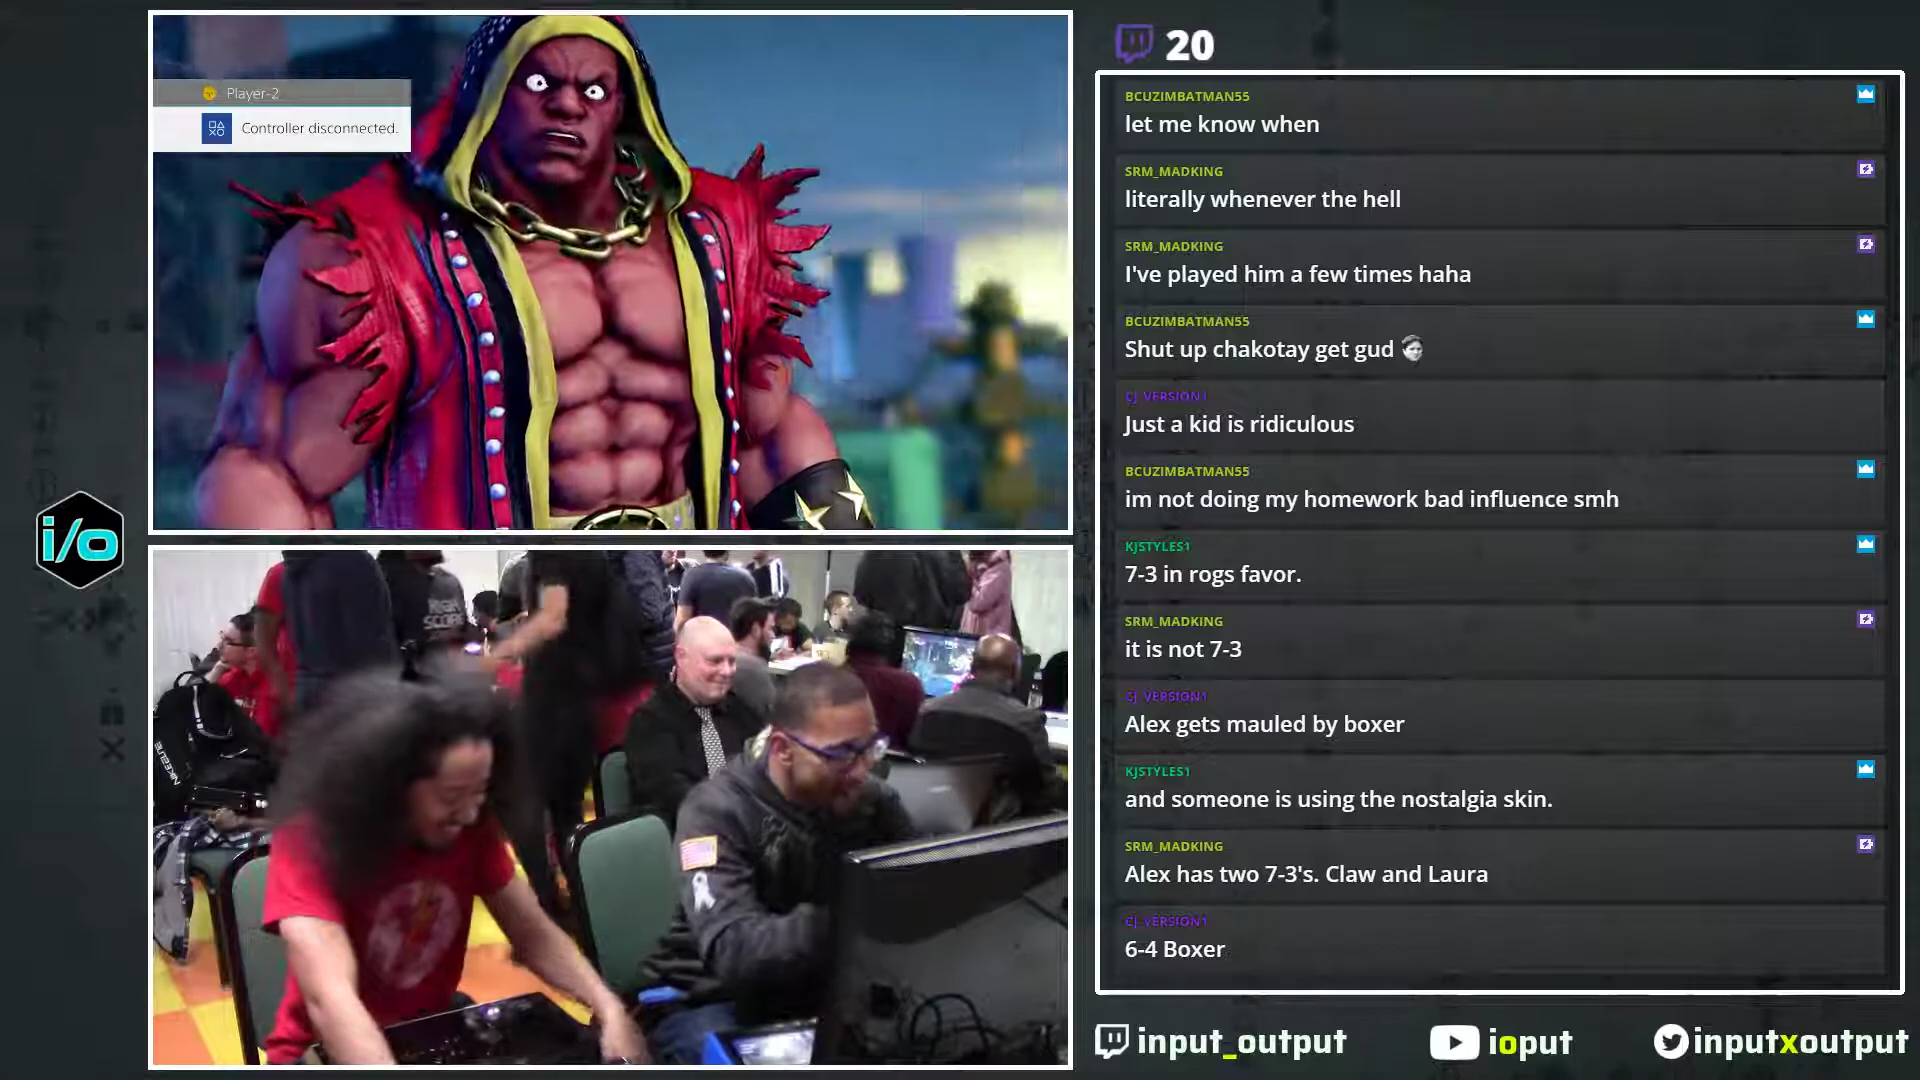 Player-2
Controller disconnected.
20
BCUZIMBATMAN55
let me know when
SRM_MADKING
literally whenever the hell
SRM_MADKING
I've played him a few times haha
BCUZIMBATMAN55
Shut up chakotay get gud
CJ_VERSION1
Just a kid is ridiculous
BCUZIMBATMAN55
im not doing my homework bad influence smh
KJSTYLES1
7-3 in rogs favor.
SRM_MADKING
it is not 7-3
CJ_VERSION1
Alex gets mauled by boxer
KJSTYLES1
and someone is using the nostalgia skin.
SRM_MADKING
Alex has two 7-3's. Claw and Laura
CJ_VERSION1
6-4 Boxer
i/o
HIGH
SCORE
input_output
ioput
inputxoutput